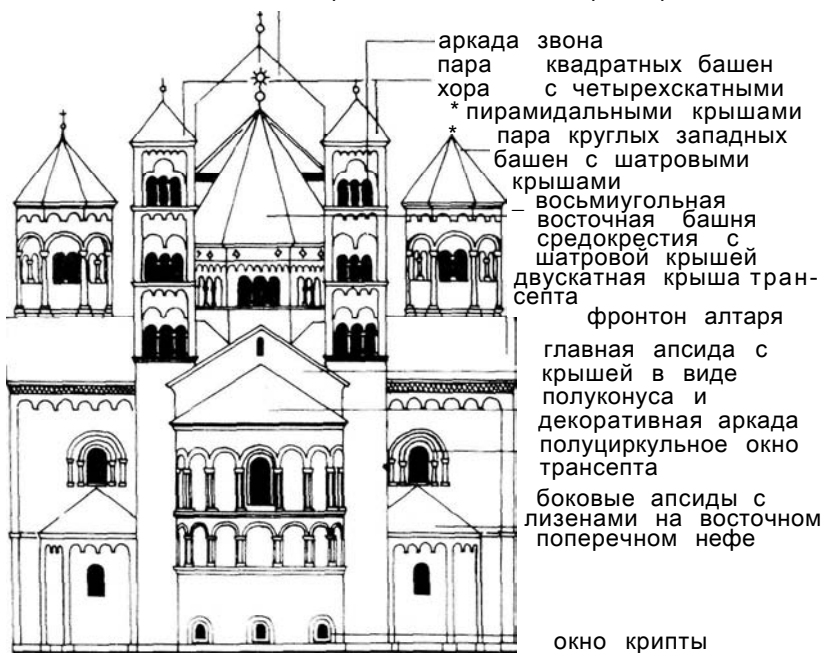 аркада звона
пара квадратных башен
хора с четырехскатными
* пирамидальными крышами
* пара круглых западных
башен с шатровыми
крышами
восьмиугольная
восточная башня
средокрестия с
шатровой крышей
двускатная крыша тран-
септа
фронтон алтаря
главная апсида с
крышей в виде
полуконуса и
декоративная аркада
полуциркульное окно
трансепта
боковые апсиды с
лизенами на восточном
поперечном нефе
окно крипты